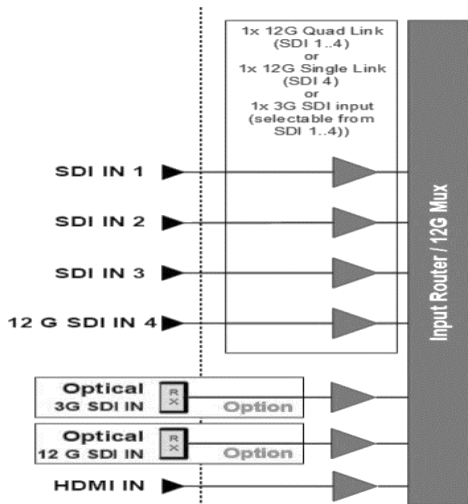 1x 12G Quad Link
(SDI 1..4)
or
1x 12G Single Link
(SDI 4)
or
1x 3G SDI input
(selectable from
SDI 1..4))
SDI IN 1
SDI IN 2
SDI IN 3
12 G SDI IN 4
Input Router / 12G Mux
Optical
3G SDI IN
RX
Option
Optical
12 G SDI IN
RX
Option
HDMI IN